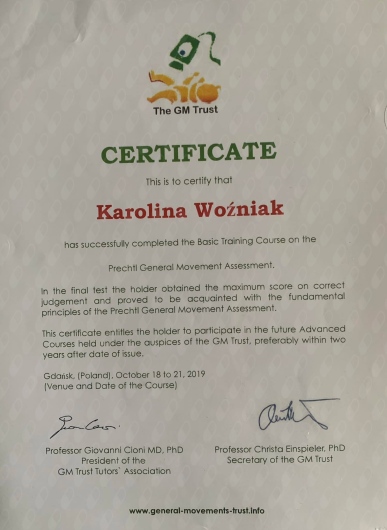 The GM Trust
CERTIFICATE
This is to certify that
Karolina Woźniak
has successfully completed the Basic Training Course on the
Prechtl General Movement Assessment.
In the final test the holder obtained the maximum score on correct
judgement and proved to be acquainted with the fundamental
principles of the Prechtl General Movement Assessment.
This certificate entitles the holder to participate in the future Advanced
Courses held under the auspices of the GM Trust, preferably within two
years after date of issue.
Gdańsk, (Poland), October 18 to 21, 2019
(Venue and Date of the Course)
Professor Giovanni Cioni MD, PhD
President of the
GM Trust Tutors´ Association
Professor Christa Einspieler, PhD
Secretary of the GM Trust
www.general-movements-trust.info